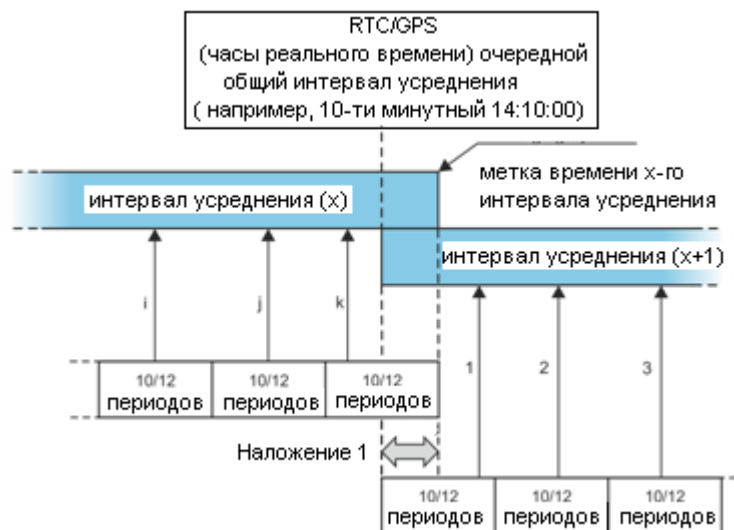 RTC/GPS
(часы реального времени) очередной
общий интервал усреднения
( например, 10-ти минутный 14:10:00)
метка времени x-го
интервала усреднения
интервал усреднения (x)
интервал усреднения (x+1)
i
j
k
1
2
3
10/12
периодов
10/12
периодов
10/12
периодов
Наложение 1
10/12
периодов
10/12
периодов
10/12
периодов